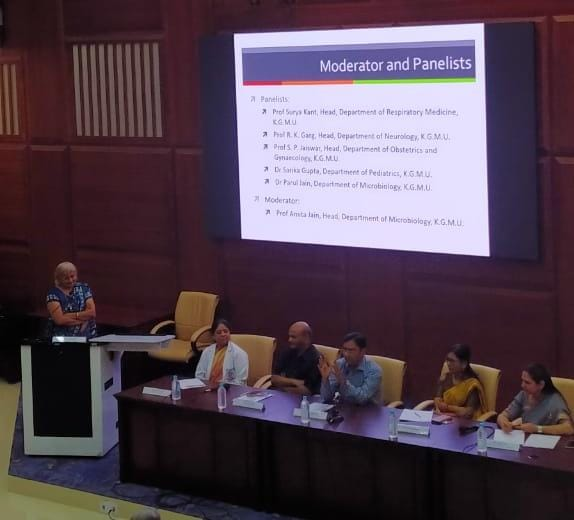 Moderator and Panelists
Panelists:
Prof Surya Kant, Head, Department of Respiratory Medicine,
K.G.M.U.
Prof R. K. Garg, Head, Department of Neurology, K.G.M.U.
Prof S. P. Jaiswar, Head, Department of Obstetrics and
Gynaecology, K.G.M.U.
Dr Sarika Gupta, Department of Pediatrics, K.G.M.U.
Dr Parul Jain, Department of Microbiology, K.G.M.U.
Moderator:
Prof Amita Jain, Head, Department of Microbiology, K.G.M.U.